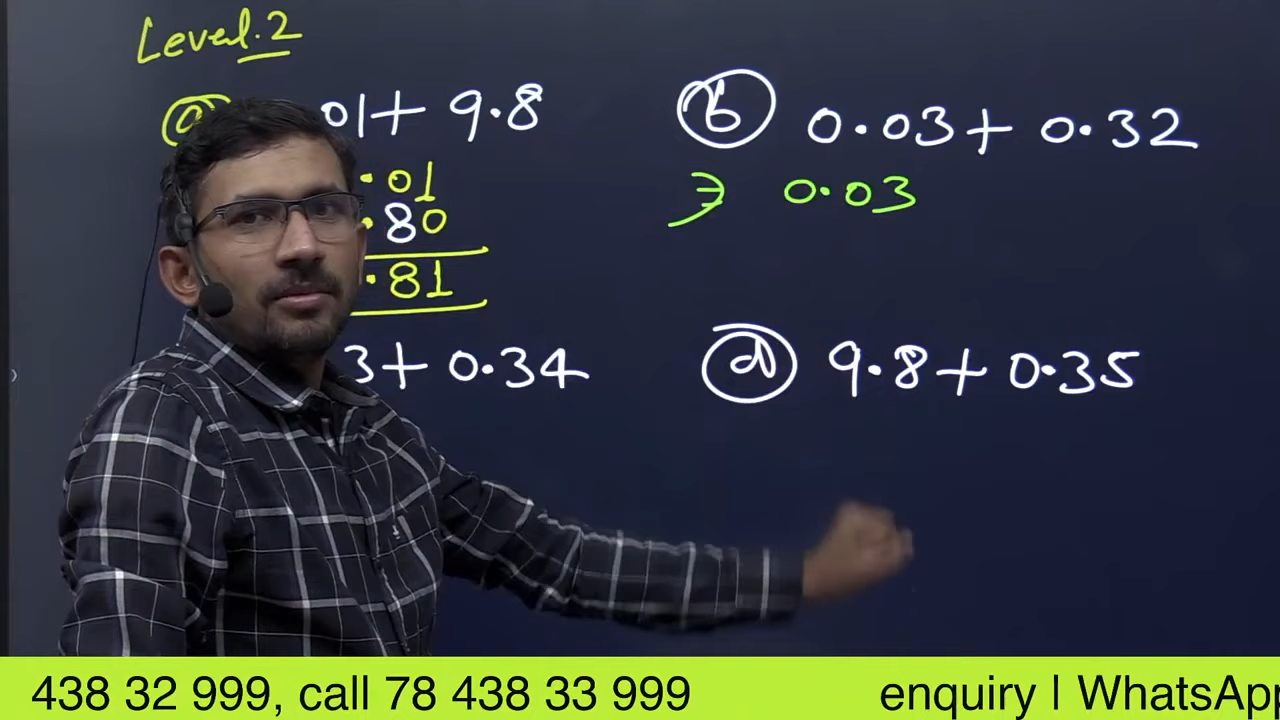 Level.2
(a) 01+ 9.8
.01
.80
.81
3+ 0.34
(b) 0.03+ 0.32
0.03
(d) 9.8+ 0.35
438 32 999, call 78 438 33 999 enquiry | WhatsApp